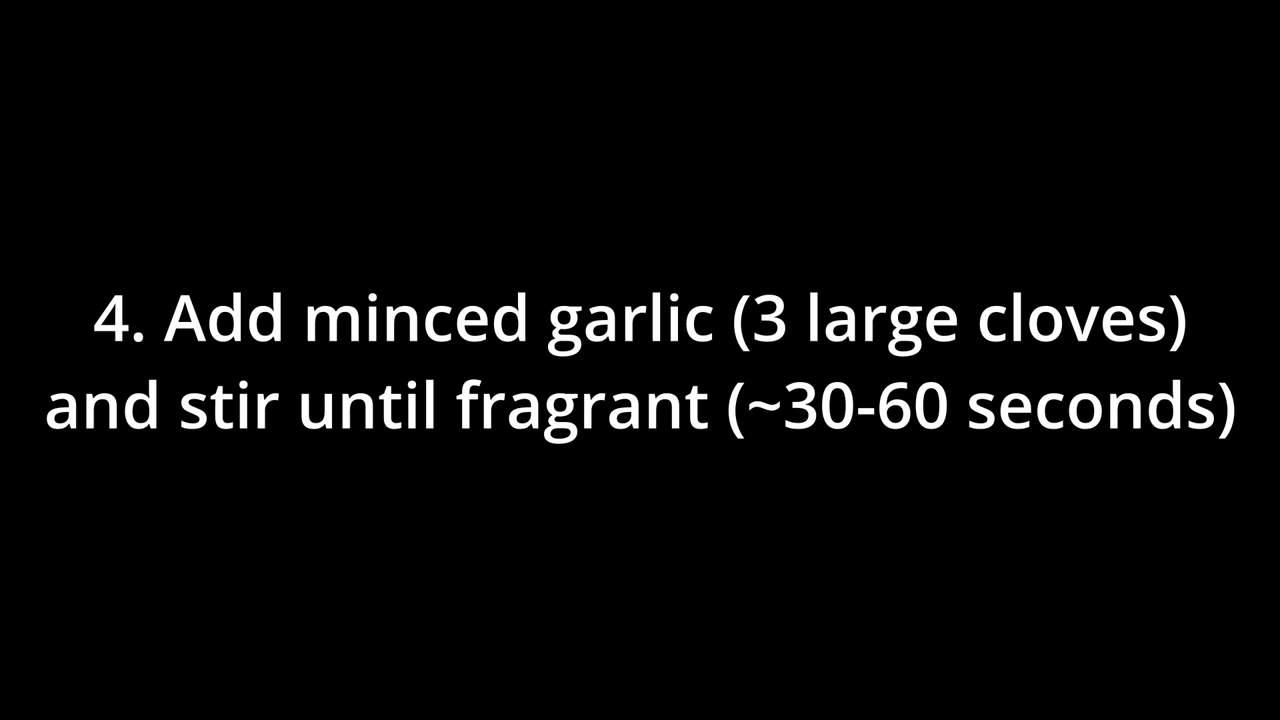 4. Add minced garlic (3 large cloves)
and stir until fragrant (~30-60 seconds)